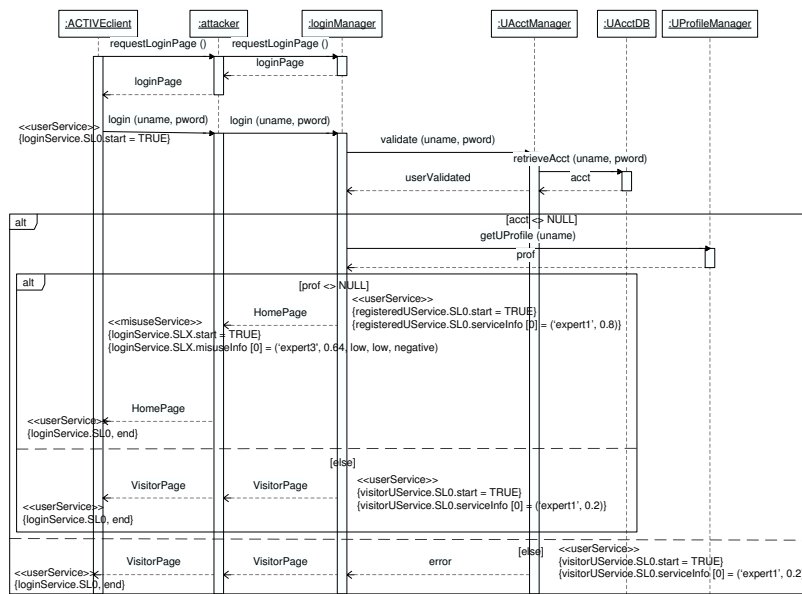 :ACTIVEclient
:attacker
:loginManager
:UAcctManager
:UAcctDB
:UProfileManager
requestLoginPage ()
requestLoginPage ()
loginPage
loginPage
login (uname, pword)
login (uname, pword)
<<userService>>
{loginService.SL0.start = TRUE}
validate (uname, pword)
retrieveAcct (uname, pword)
userValidated
acct
alt
[acct <> NULL]
getUProfile (uname)
prof
alt
[prof <> NULL]
<<userService>>
{registeredUService.SL0.start = TRUE}
{registeredUService.SL0.serviceInfo [0] = ('expert1', 0.8)}
HomePage
<<misuseService>>
{loginService.SLX.start = TRUE}
{loginService.SLX.misuseInfo [0] = ('expert3', 0.64, low, low, negative)
HomePage
<<userService>>
{loginService.SL0, end}
[else]
VisitorPage
VisitorPage
<<userService>>
{visitorUService.SL0.start = TRUE}
{visitorUService.SL0.serviceInfo [0] = ('expert1', 0.2)}
<<userService>>
{loginService.SL0, end}
[else]
<<userService>>
{visitorUService.SL0.start = TRUE}
{visitorUService.SL0.serviceInfo [0] = ('expert1', 0.2
VisitorPage
VisitorPage
error
<<userService>>
{loginService.SL0, end}